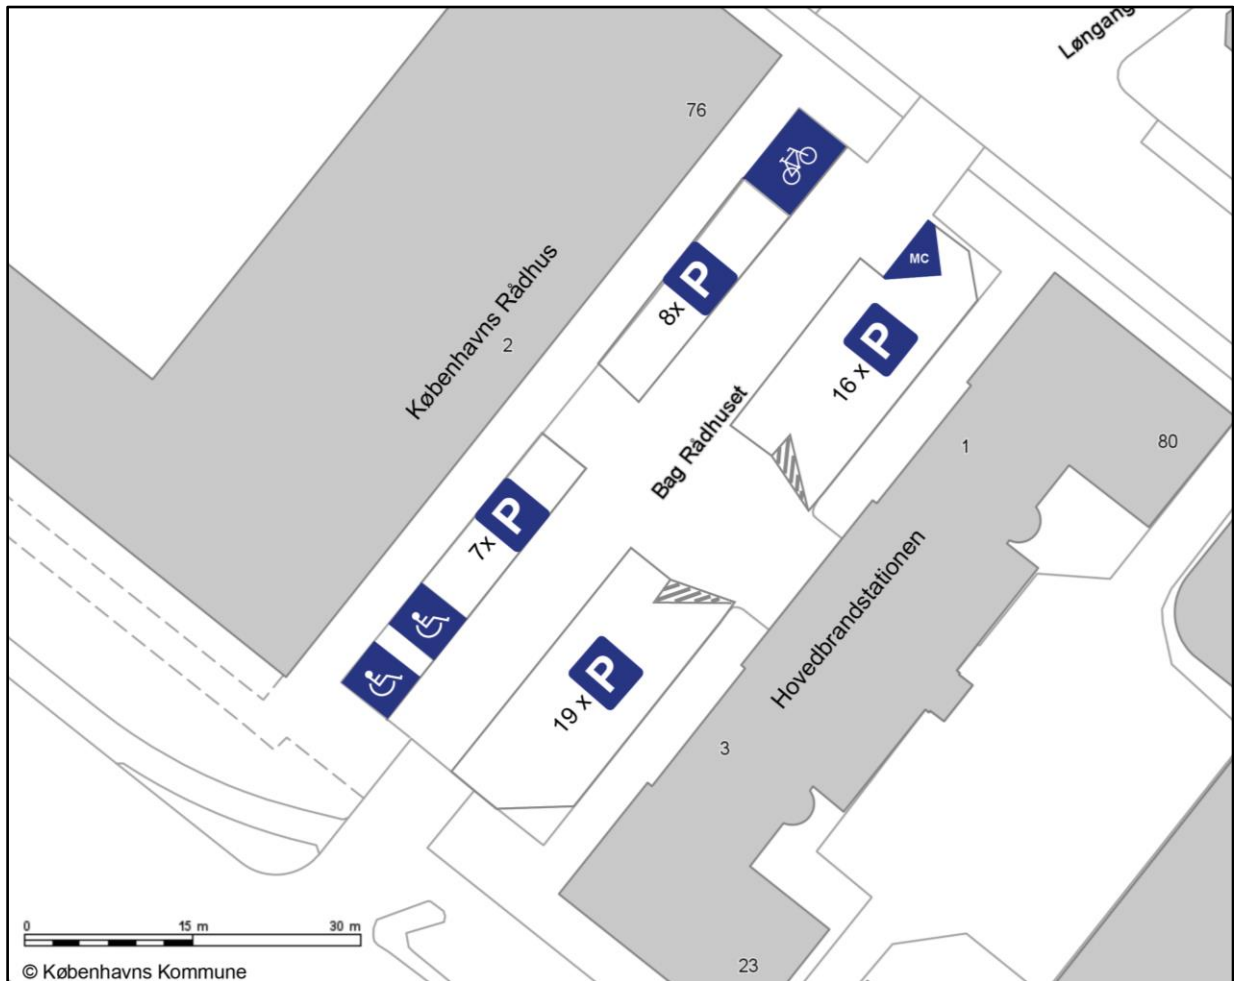 Løngang
76
Københavns Rådhus
2
8x P
MC
16 x P
Bag Rådhuset
1
80
7x P
Hovedbrandstationen
19 x P
3
23
0 15 m 30 m
© Københavns Kommune